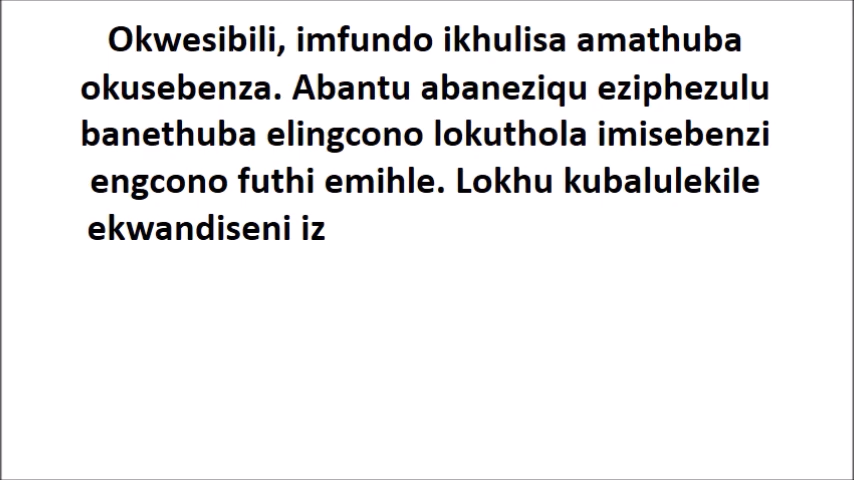 Okwesibili, imfundo ikhulisa amathuba
okusebenza. Abantu abaneziqu eziphezulu
banethuba elingcono lokuthola imisebenzi
engcono futhi emihle. Lokhu kubalulekile
ekwandiseni iz